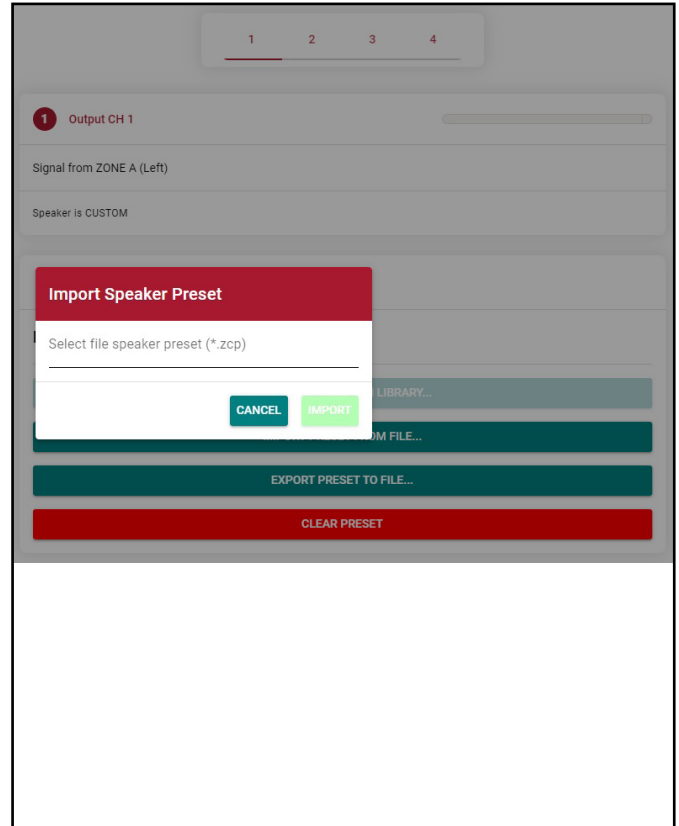 1 2 3 4
1 Output CH 1
Signal from ZONE A (Left)
Speaker is CUSTOM
Import Speaker Preset
Select file speaker preset (*.zcp)
LIBRARY...
CANCEL IMPORT
FILE...
EXPORT PRESET TO FILE...
CLEAR PRESET